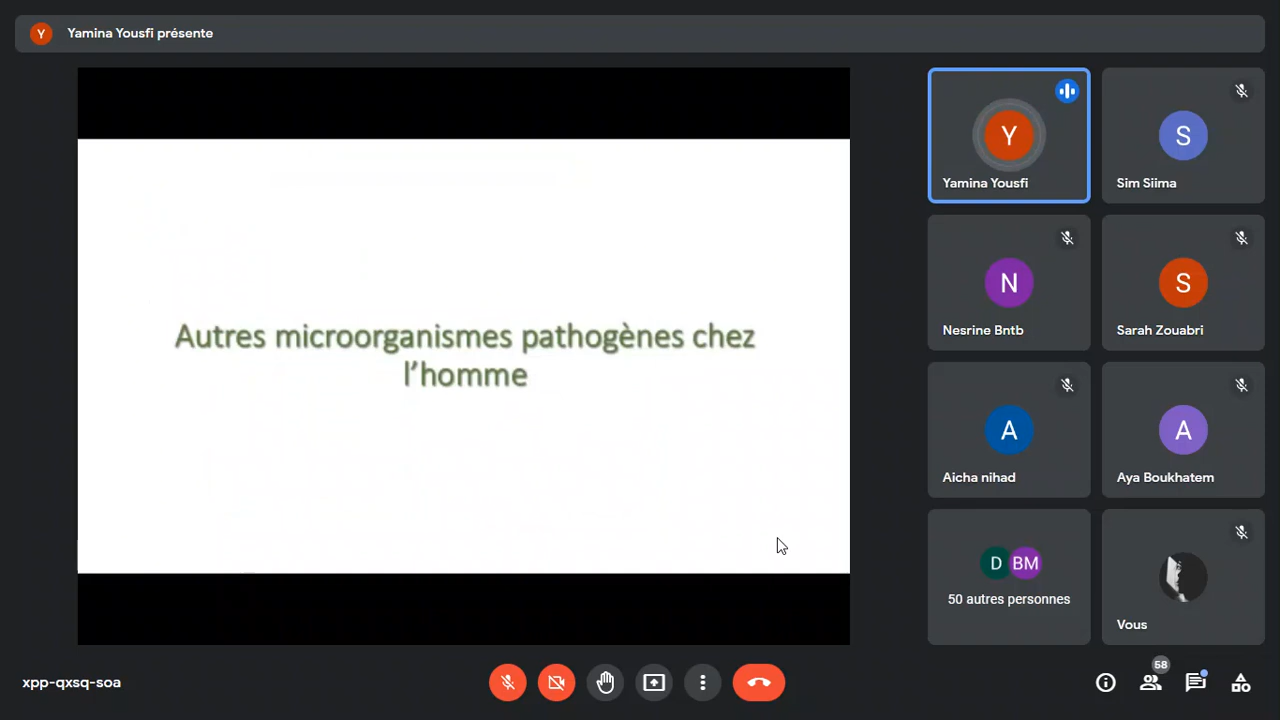 Y
Yamina Yousfi présente
Autres microorganismes pathogènes chez
l'homme
Y
Yamina Yousfi
S
Sim Siima
N
Nesrine Bntb
S
Sarah Zouabri
A
Aicha nihad
A
Aya Boukhatem
D BM
50 autres personnes
Vous
xpp-qxsq-soa
58